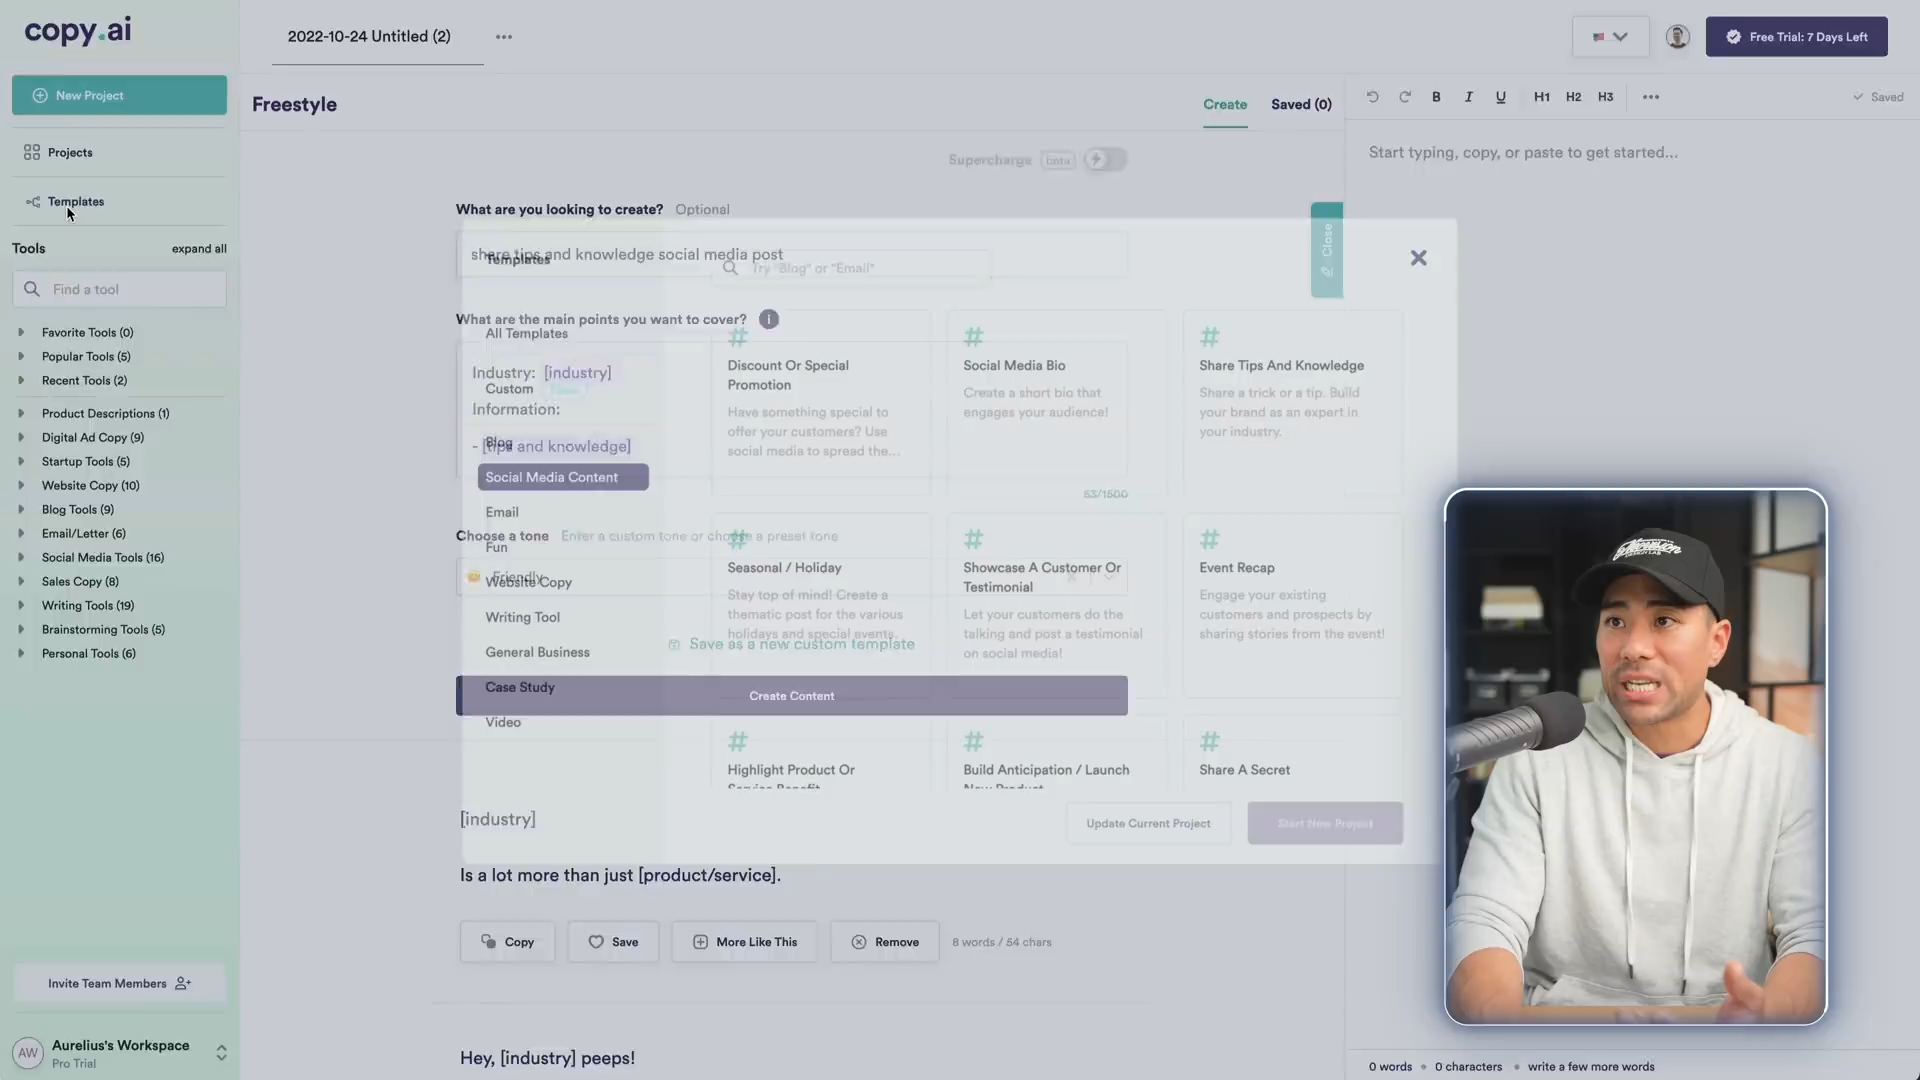 copy.ai
2022-10-24 Untitled (2)
Free Trial: 7 Days Left
New Project
Projects
Templates
Tools
expand all
Find a tool
Favorite Tools (0)
Popular Tools (5)
Recent Tools (2)
Product Descriptions (1)
Digital Ad Copy (9)
Startup Tools (5)
Website Copy (10)
Blog Tools (9)
Email/Letter (6)
Social Media Tools (16)
Sales Copy (8)
Writing Tools (19)
Brainstorming Tools (5)
Personal Tools (6)
Invite Team Members
AW
Aurelius's Workspace
Pro Trial
Freestyle
Create
Saved (0)
Supercharge beta
What are you looking to create? Optional
share tips and knowledge social media post
What are the main points you want to cover?
Industry: [industry]
Information:
- [tips and knowledge]
53/1500
Choose a tone Enter a custom tone or choose a preset tone
Friendly
Save as a new custom template
Create Content
[industry]
Is a lot more than just [product/service].
Copy
Save
More Like This
Remove
8 words / 54 chars
Hey, [industry] peeps!
Close
Templates
Try "Blog" or "Email"
All Templates
Custom
Blog
Social Media Content
Email
Fun
Website Copy
Writing Tool
General Business
Case Study
Video
Discount Or Special
Promotion
Have something special to
offer your customers? Use
social media to spread the...
Social Media Bio
Create a short bio that
engages your audience!
Share Tips And Knowledge
Share a trick or a tip. Build
your brand as an expert in
your industry.
Seasonal / Holiday
Stay top of mind! Create a
thematic post for the various
holidays and special events.
Showcase A Customer Or
Testimonial
Let your customers do the
talking and post a testimonial
on social media!
Event Recap
Engage your existing
customers and prospects by
sharing stories from the event!
Highlight Product Or
Service Benefit
Build Anticipation / Launch
New Product
Share A Secret
Update Current Project
Start New Project
B
I
U
H1
H2
H3
Saved
Start typing, copy, or paste to get started...
0 words
0 characters
write a few more words